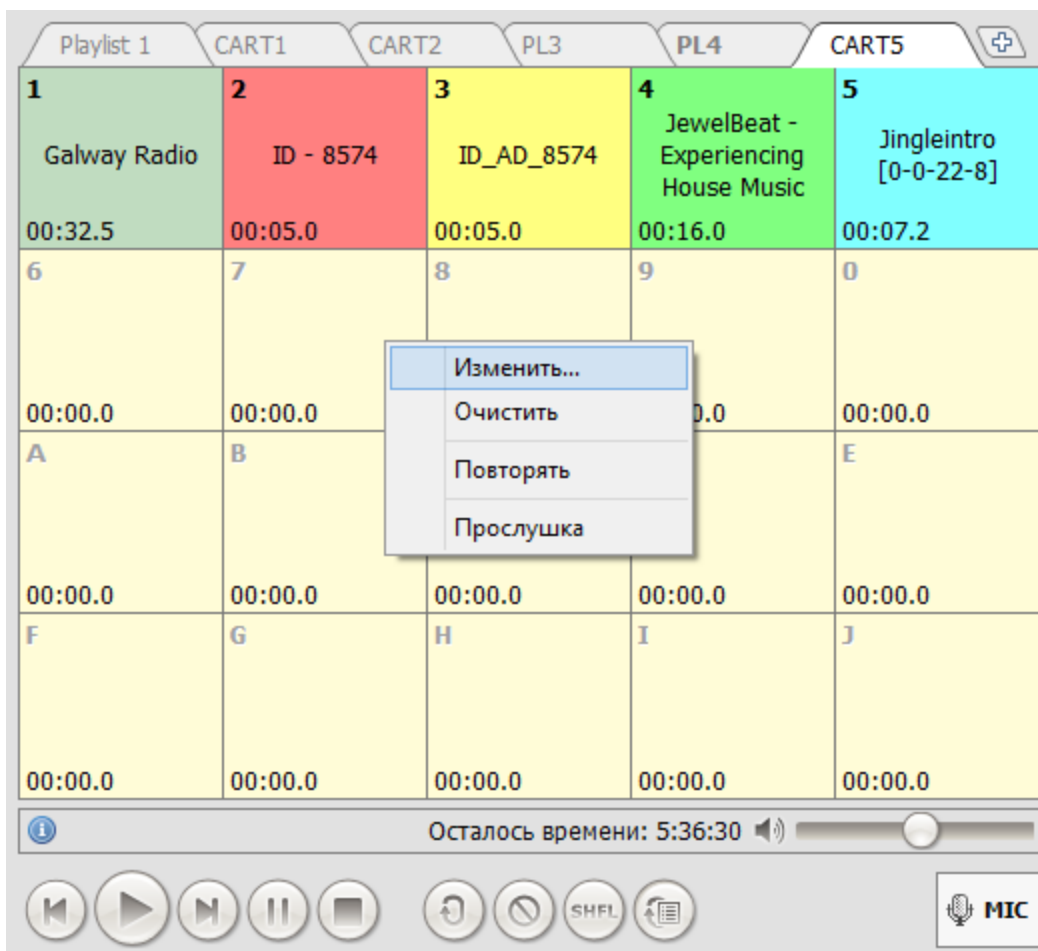 Playlist 1 CART1 CART2 PL3 PL4 CART5
1 2 3 4 5
Galway Radio ID - 8574 ID_AD_8574 JewelBeat - Jingleintro
Experiencing [0-0-22-8]
House Music
00:32.5 00:05.0 00:05.0 00:16.0 00:07.2
6 7 8 9 0
Изменить...
Очистить
00:00.0 00:00.0 0.0 00:00.0
A B E
Повторять
Прослушка
00:00.0 00:00.0 00:00.0 00:00.0 00:00.0
F G H I J
00:00.0 00:00.0 00:00.0 00:00.0 00:00.0
Осталось времени: 5:36:30
SHFL MIC